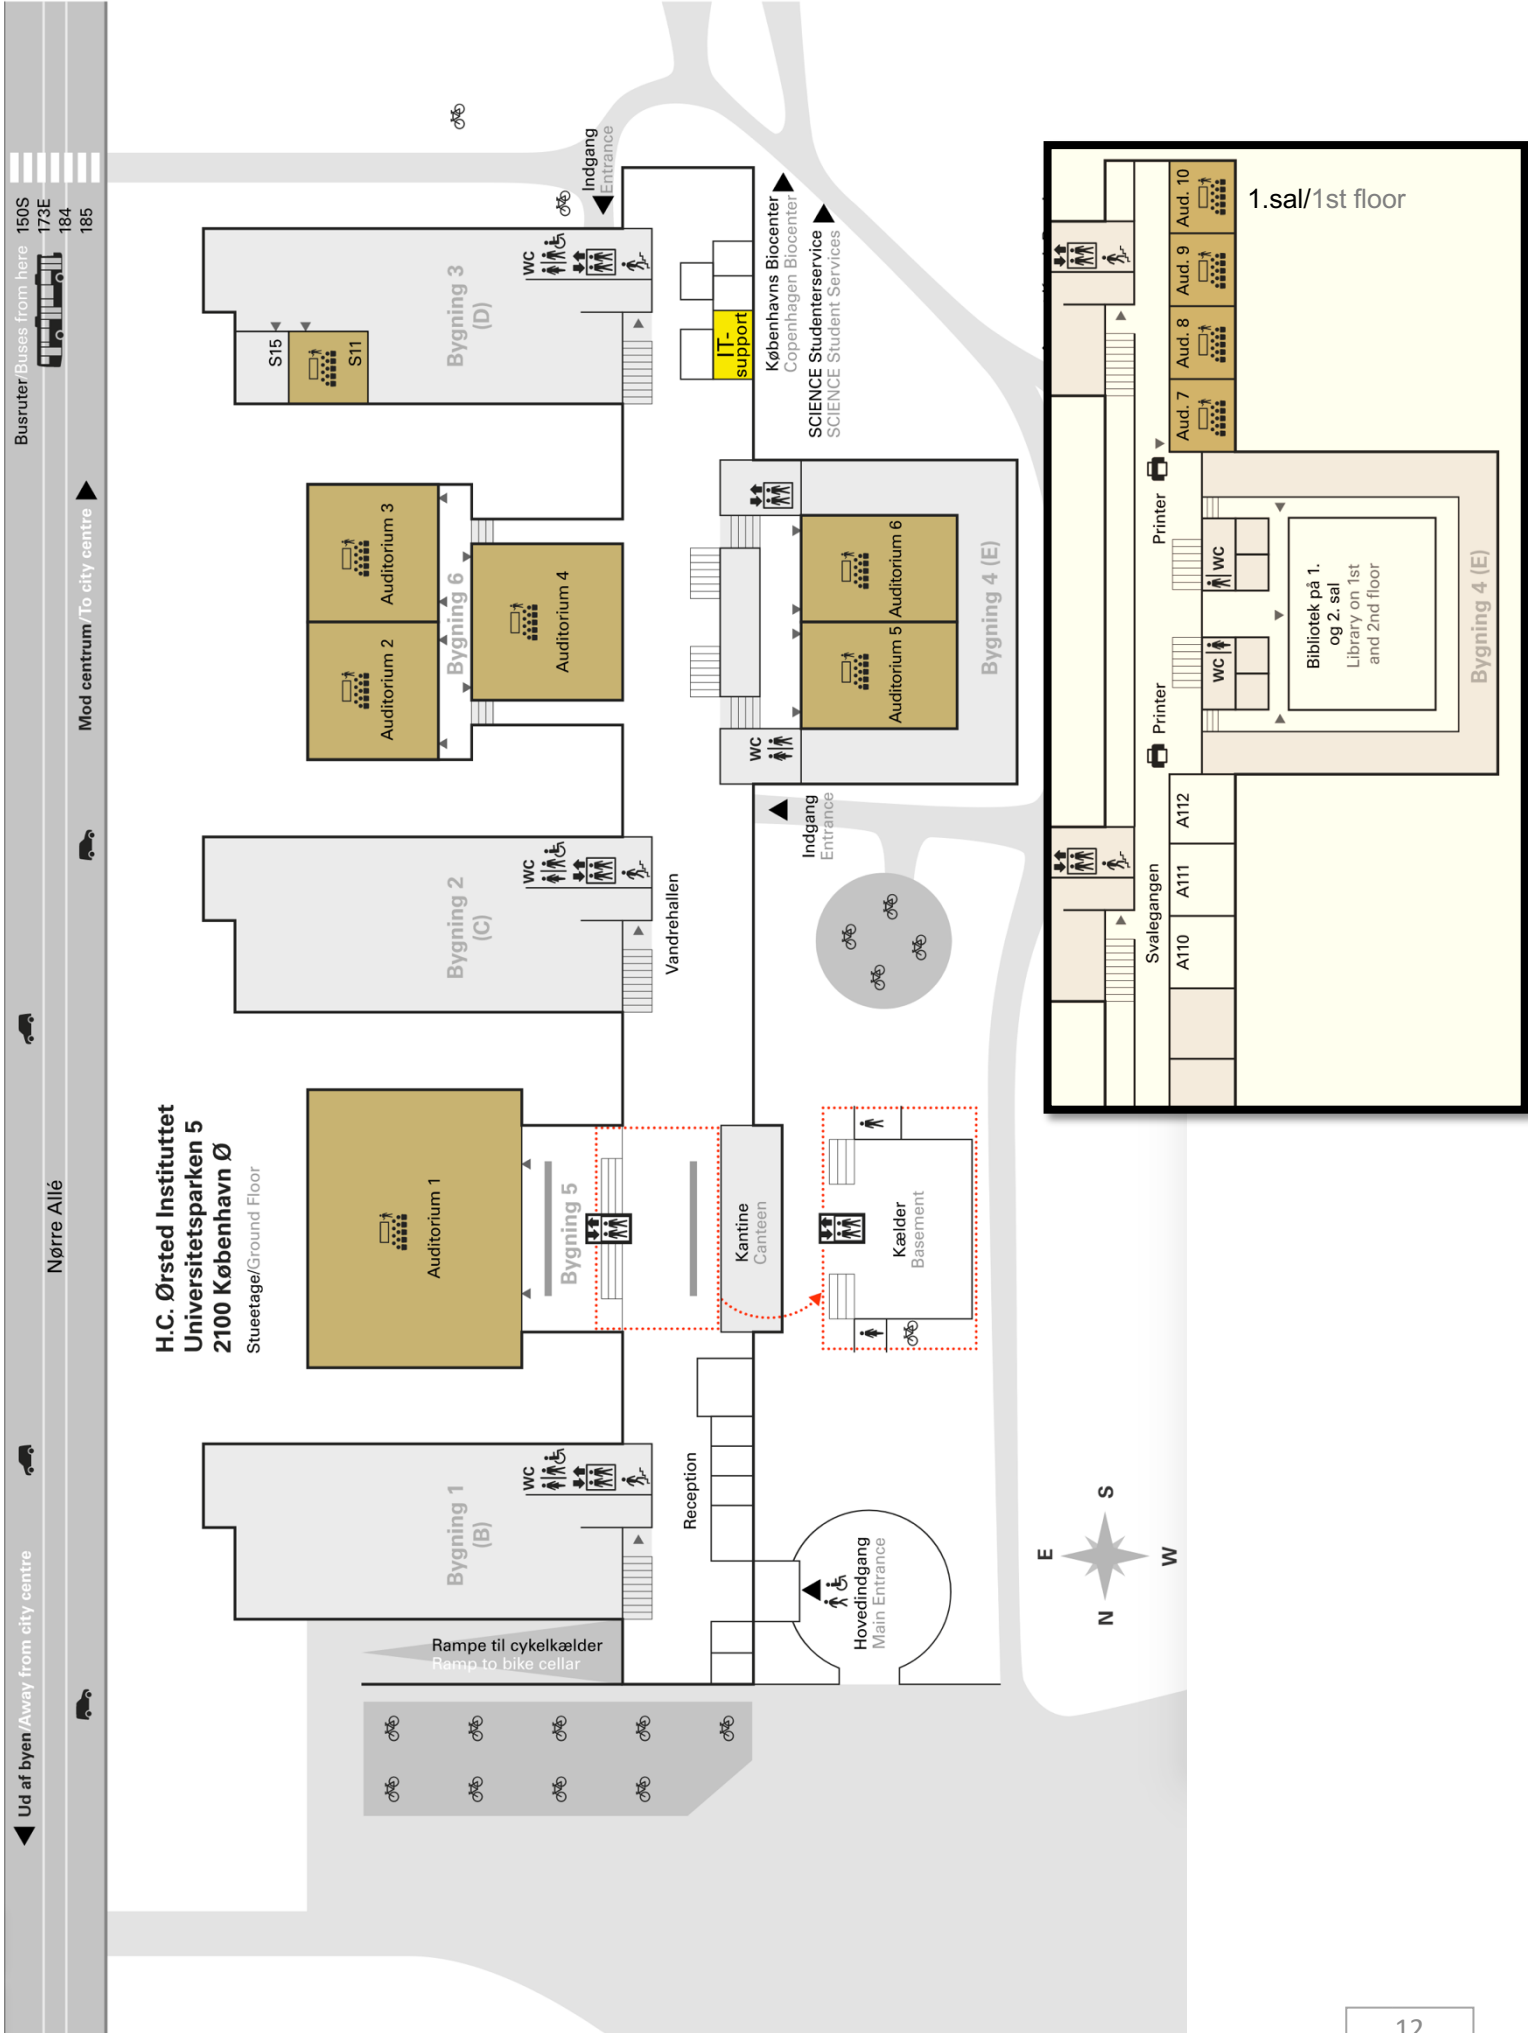 H.C. Ørsted Instituttet
Universitetsparken 5
2100 København Ø
Stueetage/Ground Floor
Ud af byen/Away from city centre
Nørre Allé
Mod centrum/To city centre
Busruter/Buses from here
150S
173E
184
185
Rampe til cykelkælder
Ramp to bike cellar
Bygning 1
(B)
WC
Auditorium 1
Bygning 5
Bygning 2
(C)
WC
Auditorium 2
Auditorium 3
Bygning 6
Auditorium 4
S15
S11
Bygning 3
(D)
WC
Indgang
Entrance
Reception
Vandrehallen
Kantine
Canteen
Hovedindgang
Main Entrance
Kælder
Basement
Indgang
Entrance
WC
Auditorium 5
Auditorium 6
Bygning 4 (E)
IT-
support
Københavns Biocenter
Copenhagen Biocenter
SCIENCE Studenterservice
SCIENCE Student Services
N
E
S
W
1.sal/1st floor
Svalegangen
A110
A111
A112
Printer
Printer
WC
WC
Aud. 7
Aud. 8
Aud. 9
Aud. 10
Bibliotek på 1.
og 2. sal
Library on 1st
and 2nd floor
Bygning 4 (E)
12